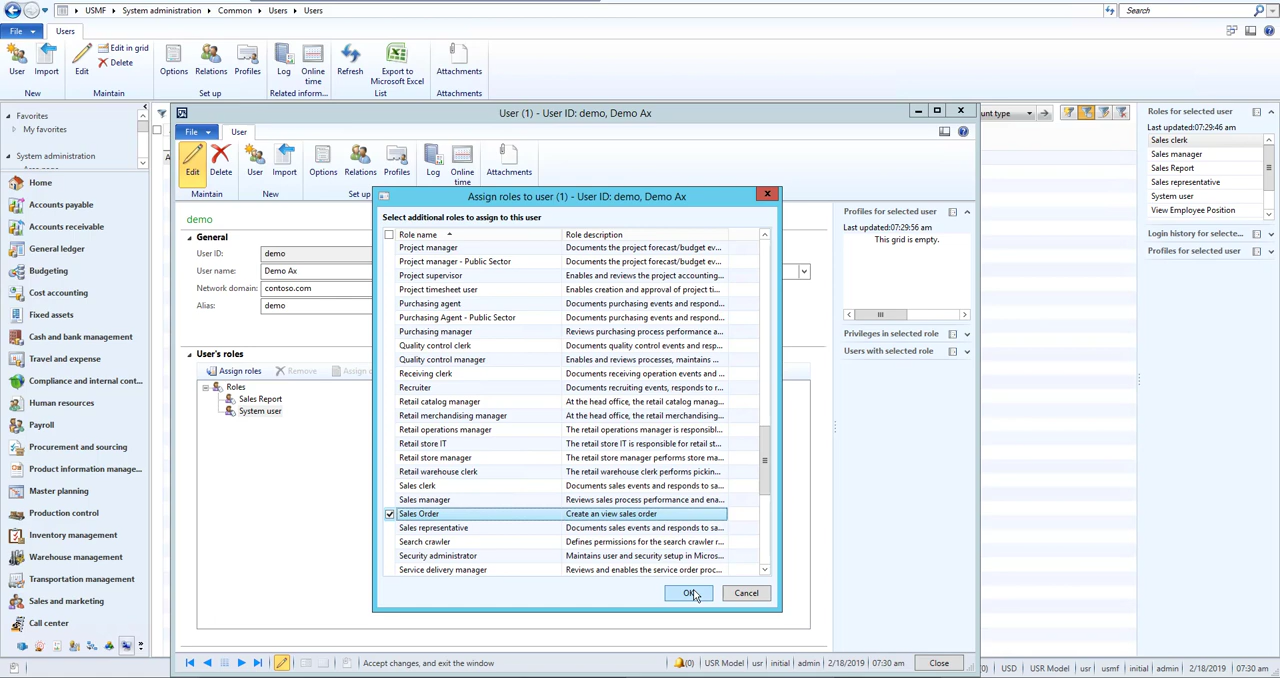 USMF ▸ System administration ▸ Common ▸ Users ▸ Users
Search
File
Users
User
Import
Edit
Edit in grid
Delete
Options
Relations
Profiles
Log
Online time
Refresh
Export to Microsoft Excel
Attachments
New
Maintain
Set up
Related inform...
List
Attachments
Favorites
My favorites
System administration
Home
Accounts payable
Accounts receivable
General ledger
Budgeting
Cost accounting
Fixed assets
Cash and bank management
Travel and expense
Compliance and internal cont...
Human resources
Payroll
Procurement and sourcing
Product information manage...
Master planning
Production control
Inventory management
Warehouse management
Transportation management
Sales and marketing
Call center
User (1) - User ID: demo, Demo Ax
File
User
Edit
Delete
User
Import
Options
Relations
Profiles
Log
Online time
Attachments
Maintain
New
Set up
demo
General
User ID: demo
User name: Demo Ax
Network domain: contoso.com
Alias: demo
User's roles
Assign roles
Remove
Roles
Sales Report
System user
Assign roles to user (1) - User ID: demo, Demo Ax
Select additional roles to assign to this user
Role name Role description
Project manager Documents the project forecast/budget ev...
Project manager - Public Sector Documents the project forecast/budget ev...
Project supervisor Enables and reviews the project accounting...
Project timesheet user Enables creation and approval of project ti...
Purchasing agent Documents purchasing events and respond...
Purchasing Agent - Public Sector Documents purchasing events and respond...
Purchasing manager Reviews purchasing process performance a...
Quality control clerk Documents quality control events and resp...
Quality control manager Enables and reviews processes, maintains ...
Receiving clerk Documents receiving operation events and ...
Recruiter Documents recruiting events, responds to r...
Retail catalog manager At the head office, the retail catalog manag...
Retail merchandising manager At the head office, the retail merchandising...
Retail operations manager The retail operations manager is responsibl...
Retail store IT The retail store IT is responsible for retail st...
Retail store manager The retail store manager performs store ma...
Retail warehouse clerk The retail warehouse clerk performs pickin...
Sales clerk Documents sales events and responds to sa...
Sales manager Reviews sales process performance and ena...
Sales Order Create an view sales order
Sales representative Documents sales events and responds to sa...
Search crawler Defines permissions for the search crawler r...
Security administrator Maintains user and security setup in Micros...
Service delivery manager Reviews and enables the service order proc...
OK
Cancel
Profiles for selected user
Last updated:07:29:56 am
This grid is empty.
Privileges in selected role
Users with selected role
Accept changes, and exit the window
(0) USR Model usr initial admin 2/18/2019 07:30 am Close
unt type
Roles for selected user
Last updated:07:29:46 am
Sales clerk
Sales manager
Sales Report
Sales representative
System user
View Employee Position
Login history for selecte...
Profiles for selected user
(0) USD USR Model usr usmf initial admin 2/18/2019 07:30 am